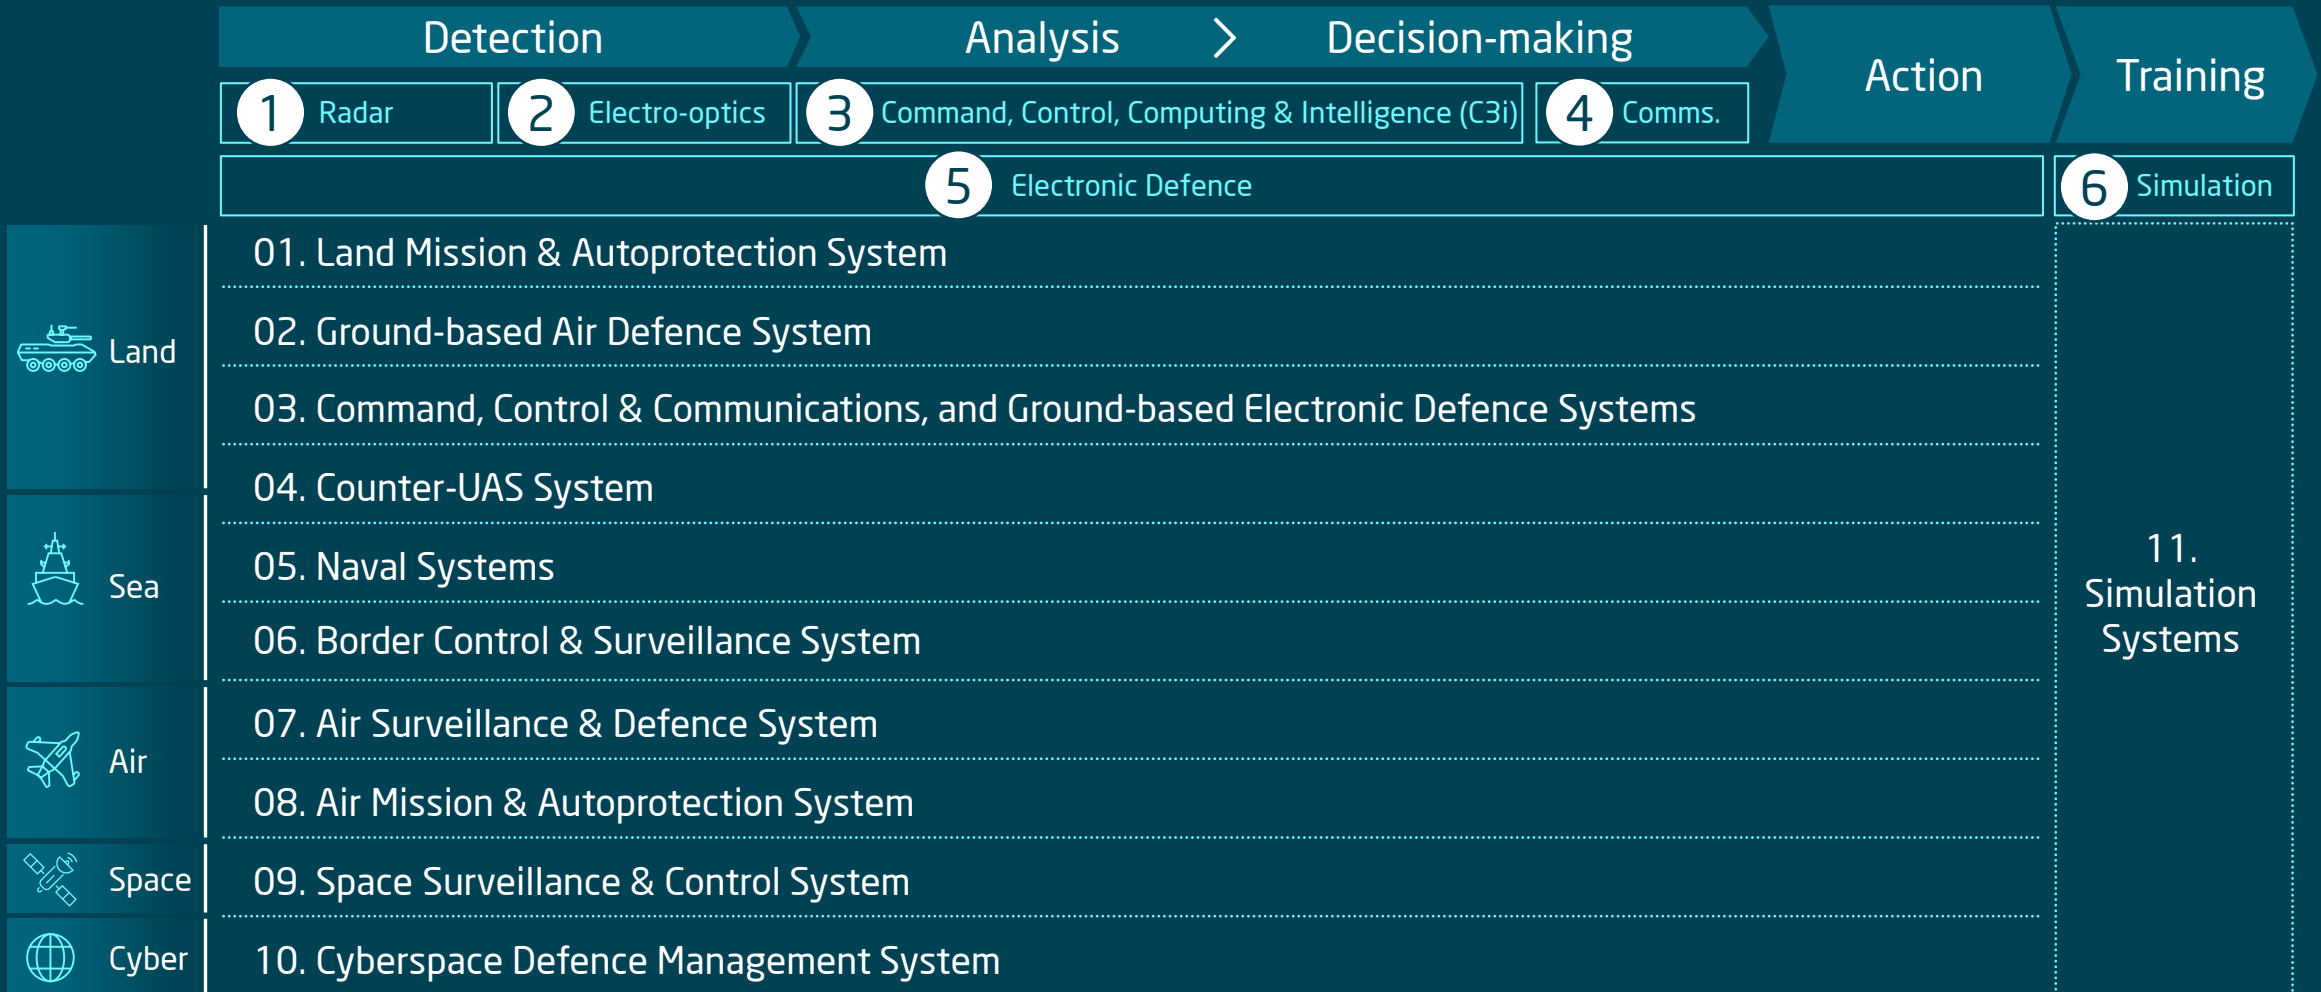 Detection
Analysis > Decision-making
Action
Training
1 Radar
2 Electro-optics
3 Command, Control, Computing & Intelligence (C3i)
4 Comms.
5 Electronic Defence
6 Simulation
Land
01. Land Mission & Autoprotection System
02. Ground-based Air Defence System
03. Command, Control & Communications, and Ground-based Electronic Defence Systems
04. Counter-UAS System
Sea
05. Naval Systems
06. Border Control & Surveillance System
Air
07. Air Surveillance & Defence System
08. Air Mission & Autoprotection System
Space
09. Space Surveillance & Control System
Cyber
10. Cyberspace Defence Management System
11.
Simulation
Systems